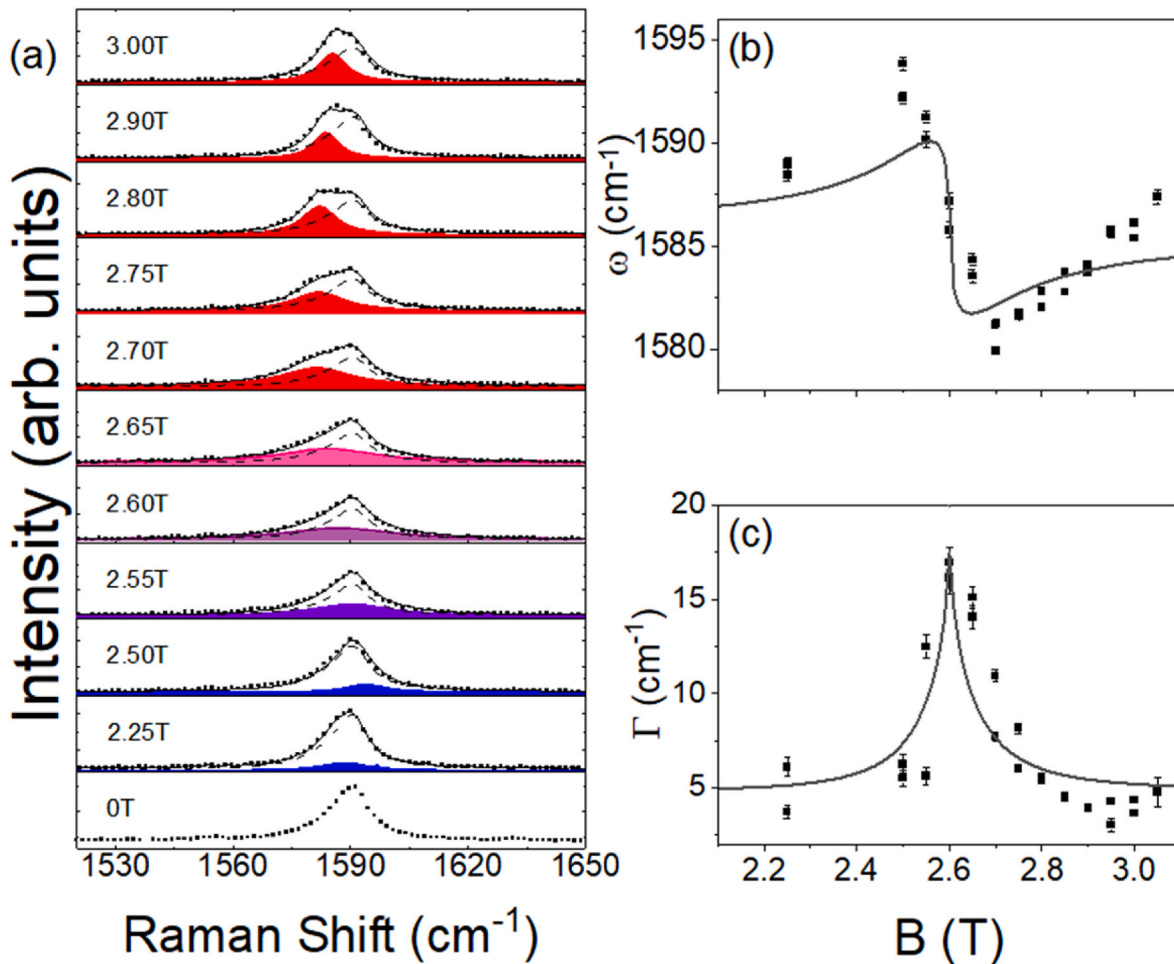 (a)
Intensity (arb. units)
3.00T
2.90T
2.80T
2.75T
2.70T
2.65T
2.60T
2.55T
2.50T
2.25T
0T
1530 1560 1590 1620 1650
Raman Shift (cm⁻¹)
(b)
ω (cm⁻¹)
1595
1590
1585
1580
(c)
Γ (cm⁻¹)
20
15
10
5
2.2 2.4 2.6 2.8 3.0
B (T)